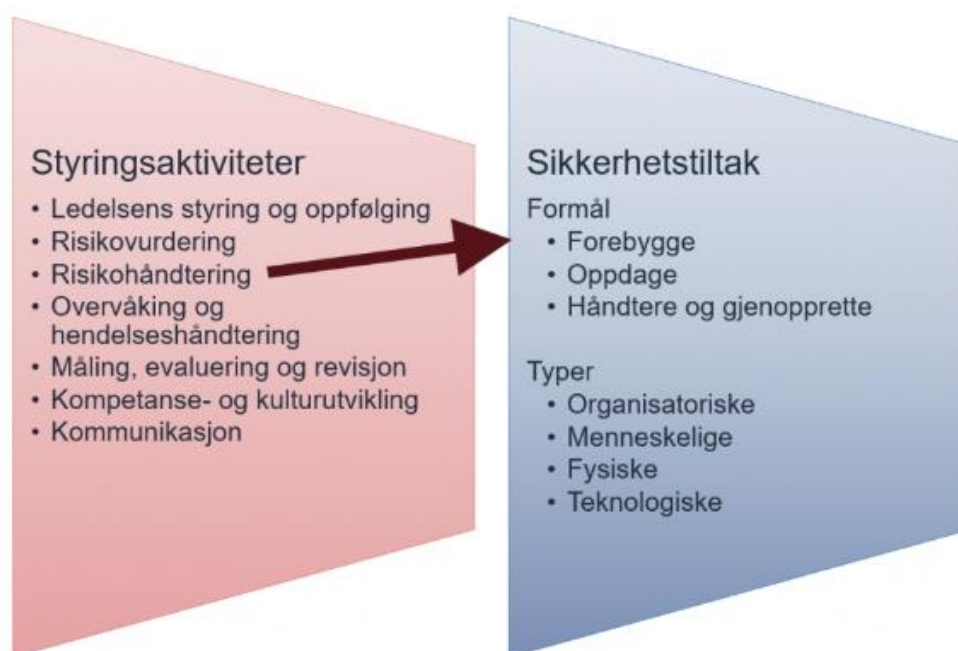 Styringsaktiviteter
• Ledelsens styring og oppfølging
• Risikovurdering
• Risikohåndtering
• Overvåking og
hendelseshåndtering
• Måling, evaluering og revisjon
• Kompetanse- og kulturutvikling
• Kommunikasjon
Sikkerhetstiltak
Formål
• Forebygge
• Oppdage
• Håndtere og gjenopprette
Typer
• Organisatoriske
• Menneskelige
• Fysiske
• Teknologiske